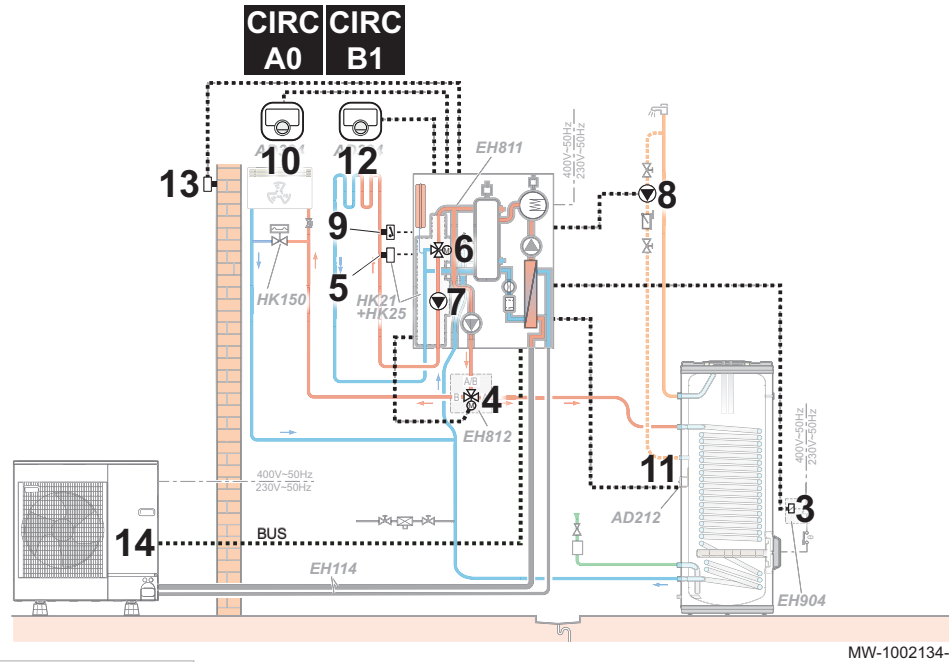 CIRC CIRC
A0 B1
AD324
10 12
13
EH811
400V~50Hz
230V~50Hz
8
9
6
5
HK150
HK21
+HK25
7
A/B
B
4
EH812
400V~50Hz
230V~50Hz
400V~50Hz
230V~50Hz
11
AD212
3
14
BUS
EH114
EH904
MW-1002134-